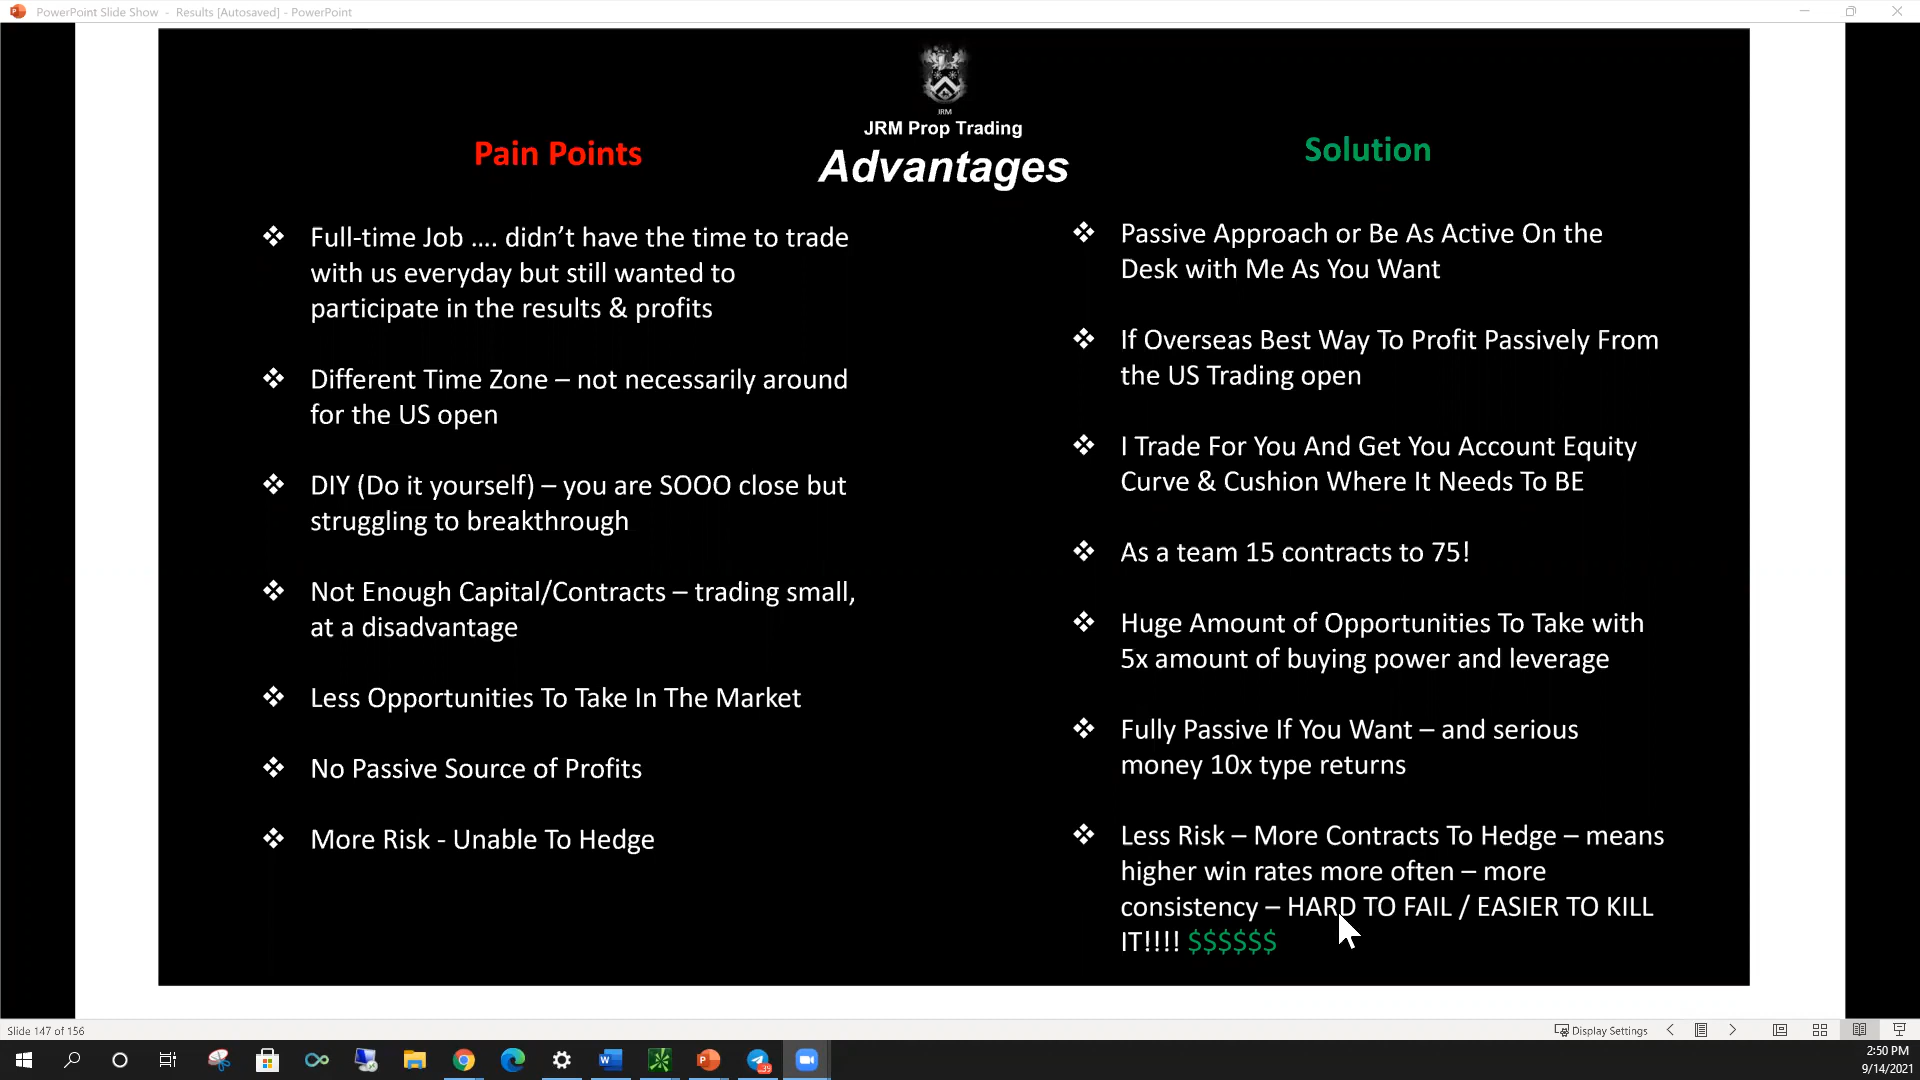 PowerPoint Slide Show - Results [Autosaved] - PowerPoint
JRM
JRM Prop Trading
Advantages
Pain Points
Full-time Job .... didn’t have the time to trade
with us everyday but still wanted to
participate in the results & profits
Different Time Zone – not necessarily around
for the US open
DIY (Do it yourself) – you are SOOO close but
struggling to breakthrough
Not Enough Capital/Contracts – trading small,
at a disadvantage
Less Opportunities To Take In The Market
No Passive Source of Profits
More Risk - Unable To Hedge
Solution
Passive Approach or Be As Active On the
Desk with Me As You Want
If Overseas Best Way To Profit Passively From
the US Trading open
I Trade For You And Get You Account Equity
Curve & Cushion Where It Needs To BE
As a team 15 contracts to 75!
Huge Amount of Opportunities To Take with
5x amount of buying power and leverage
Fully Passive If You Want – and serious
money 10x type returns
Less Risk – More Contracts To Hedge – means
higher win rates more often – more
consistency – HARD TO FAIL / EASIER TO KILL
IT!!!! $$$$$$
Slide 147 of 156
Display Settings
39
2:50 PM
9/14/2021